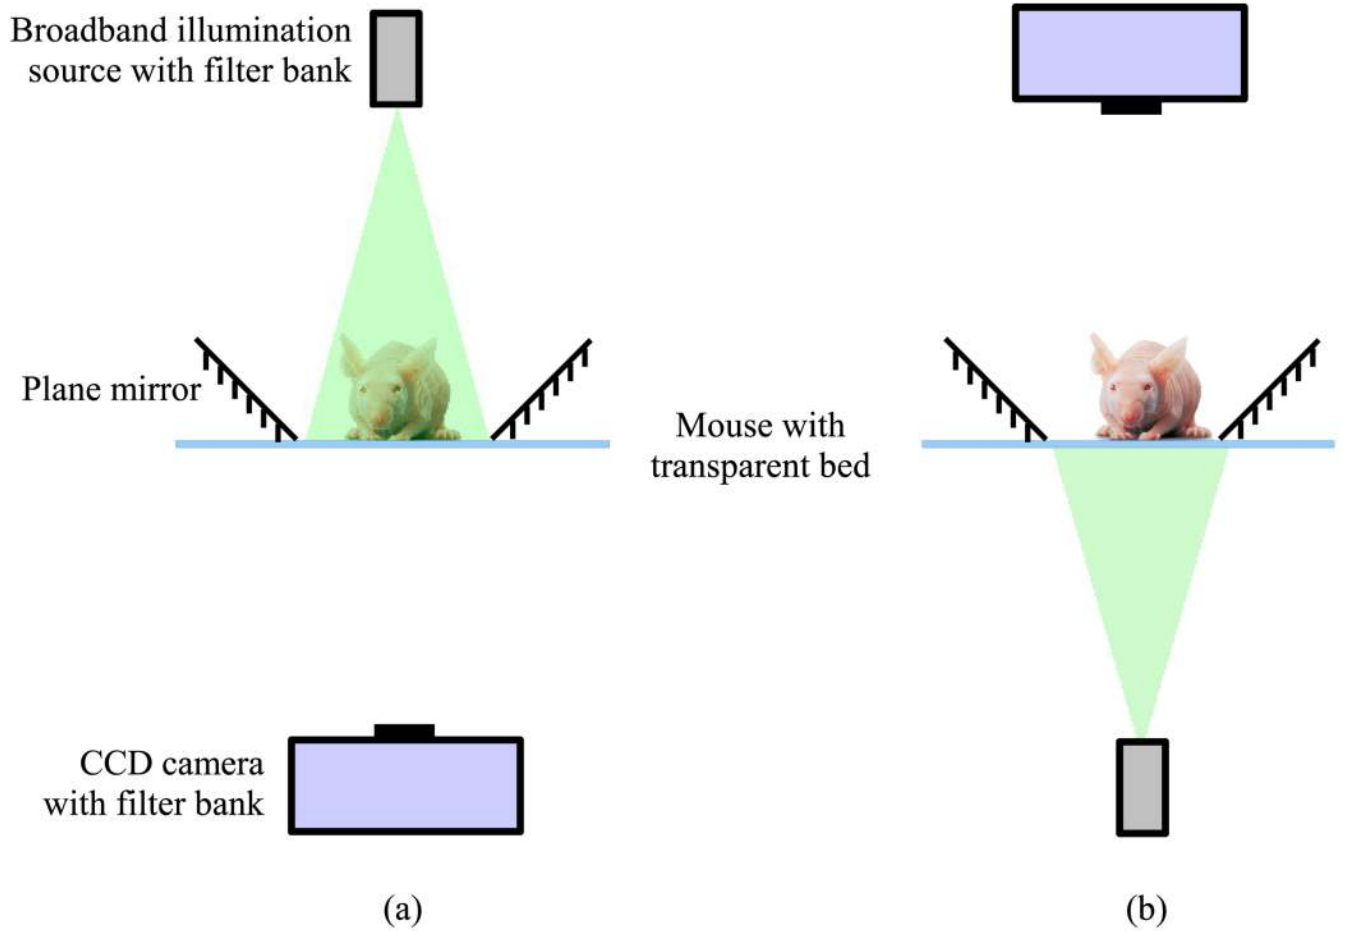 Broadband illumination
source with filter bank
Plane mirror
Mouse with
transparent bed
CCD camera
with filter bank
(a)
(b)